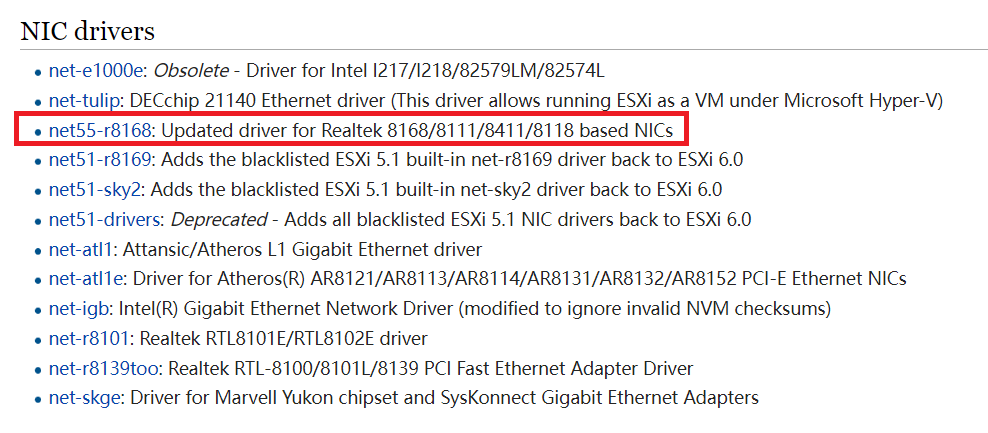 NIC drivers
net-e1000e: Obsolete - Driver for Intel I217/I218/82579LM/82574L
net-tulip: DECchip 21140 Ethernet driver (This driver allows running ESXi as a VM under Microsoft Hyper-V)
net55-r8168: Updated driver for Realtek 8168/8111/8411/8118 based NICs
net51-r8169: Adds the blacklisted ESXi 5.1 built-in net-r8169 driver back to ESXi 6.0
net51-sky2: Adds the blacklisted ESXi 5.1 built-in net-sky2 driver back to ESXi 6.0
net51-drivers: Deprecated - Adds all blacklisted ESXi 5.1 NIC drivers back to ESXi 6.0
net-atl1: Attansic/Atheros L1 Gigabit Ethernet driver
net-atl1e: Driver for Atheros(R) AR8121/AR8113/AR8114/AR8131/AR8132/AR8152 PCI-E Ethernet NICs
net-igb: Intel(R) Gigabit Ethernet Network Driver (modified to ignore invalid NVM checksums)
net-r8101: Realtek RTL8101E/RTL8102E driver
net-r8139too: Realtek RTL-8100/8101L/8139 PCI Fast Ethernet Adapter Driver
net-skge: Driver for Marvell Yukon chipset and SysKonnect Gigabit Ethernet Adapters